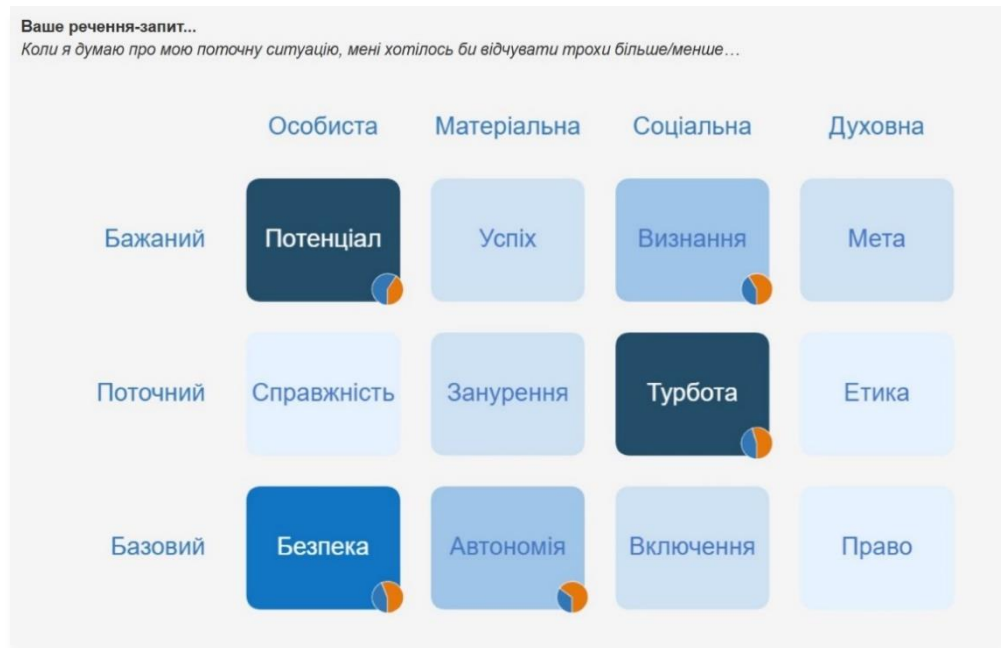 Ваше речення-запит...
Коли я думаю про мою поточну ситуацію, мені хотілось би відчувати трохи більше/менше…
Особиста Матеріальна Соціальна Духовна
Бажаний Потенціал Успіх Визнання Мета
Поточний Справжність Занурення Турбота Етика
Базовий Безпека Автономія Включення Право